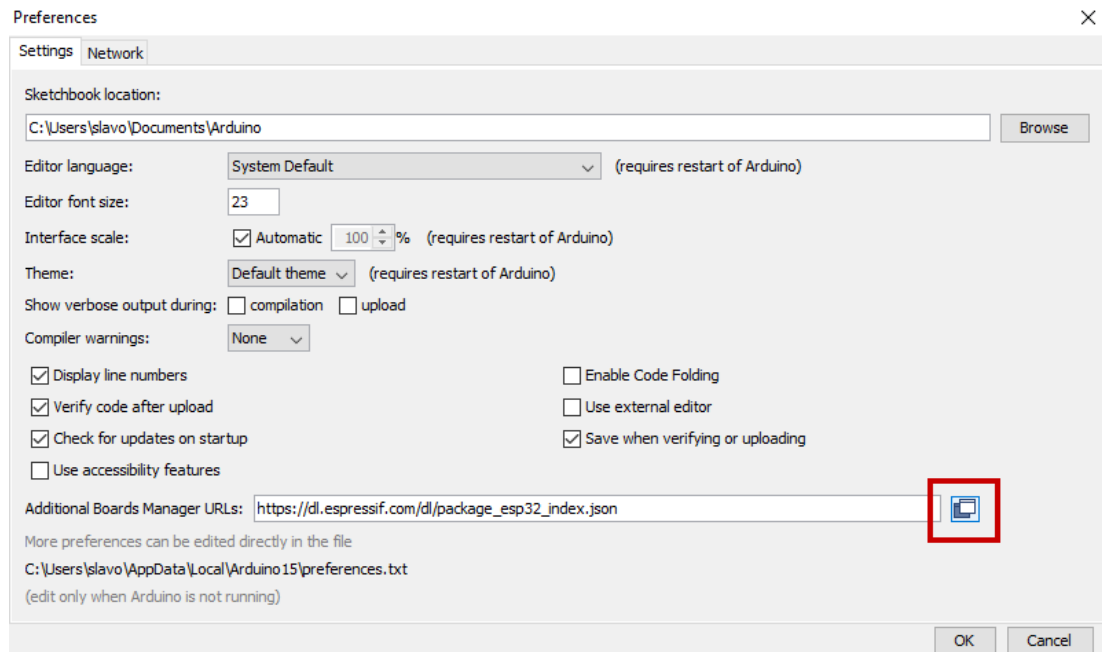 Preferences
Settings Network
Sketchbook location:
C:\Users\slavo\Documents\Arduino Browse
Editor language: System Default (requires restart of Arduino)
Editor font size: 23
Interface scale: Automatic 100 % (requires restart of Arduino)
Theme: Default theme (requires restart of Arduino)
Show verbose output during: compilation upload
Compiler warnings: None
Display line numbers Enable Code Folding
Verify code after upload Use external editor
Check for updates on startup Save when verifying or uploading
Use accessibility features
Additional Boards Manager URLs: https://dl.espressif.com/dl/package_esp32_index.json
More preferences can be edited directly in the file
C:\Users\slavo\AppData\Local\Arduino15\preferences.txt
(edit only when Arduino is not running)
OK Cancel